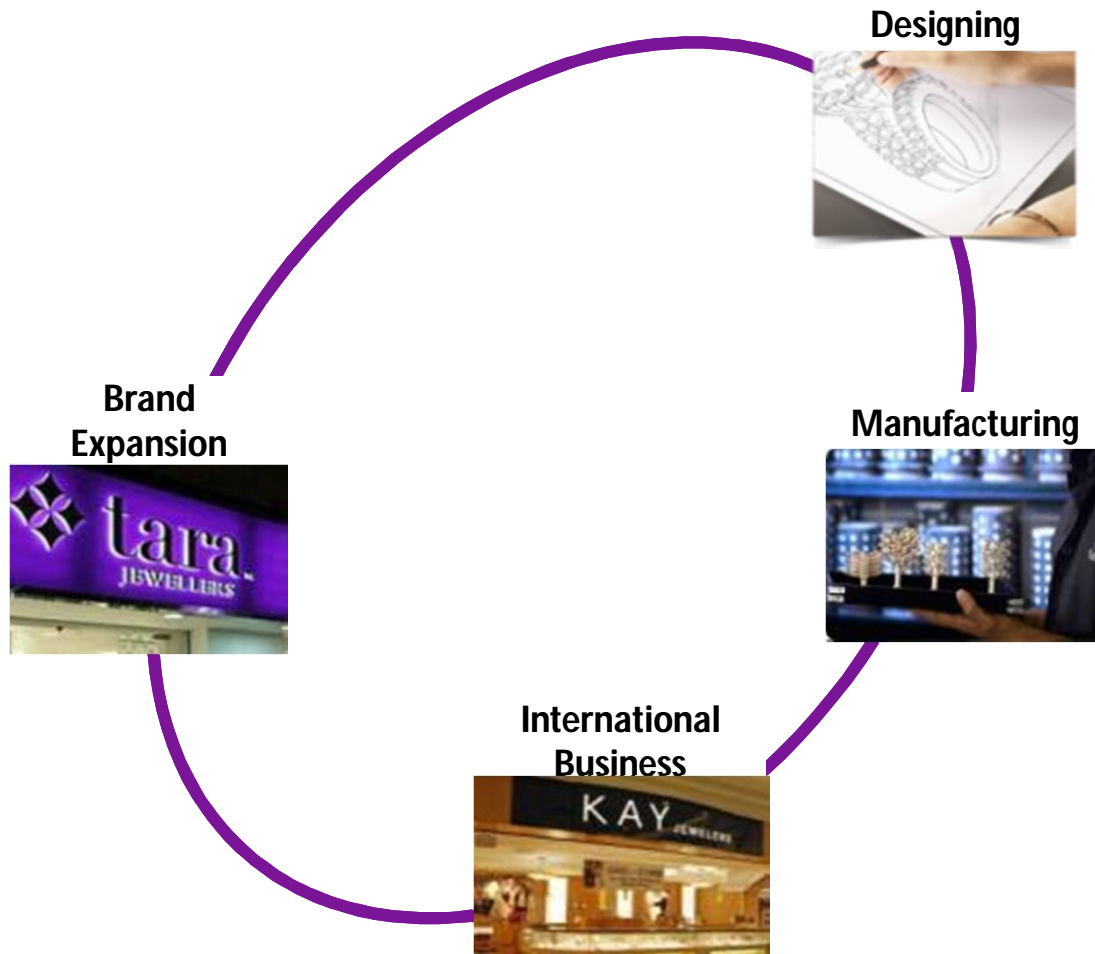 Designing
Brand
Expansion
Manufacturing
tara
JEWELLERS
International
Business
KAY
JEWELERS